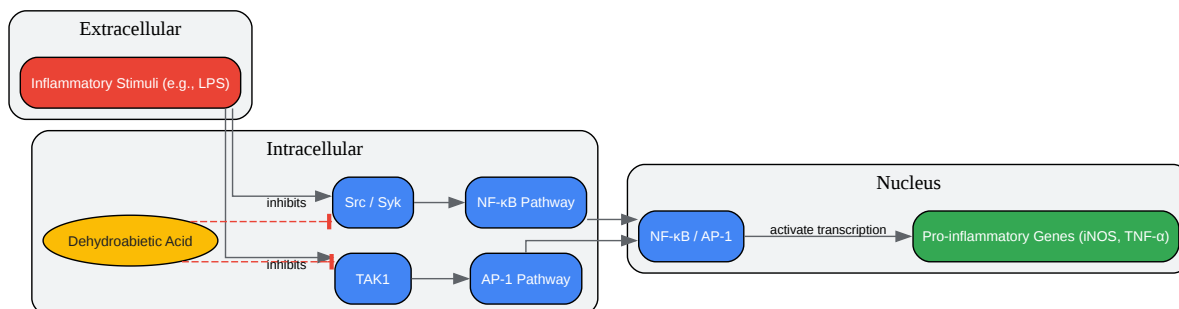 Extracellular
Inflammatory Stimuli (e.g., LPS)
Intracellular
inhibits
Src / Syk
NF-κB Pathway
Dehydroabietic Acid
inhibits
TAK1
AP-1 Pathway
Nucleus
NF-κB / AP-1
activate transcription
Pro-inflammatory Genes (iNOS, TNF-α)